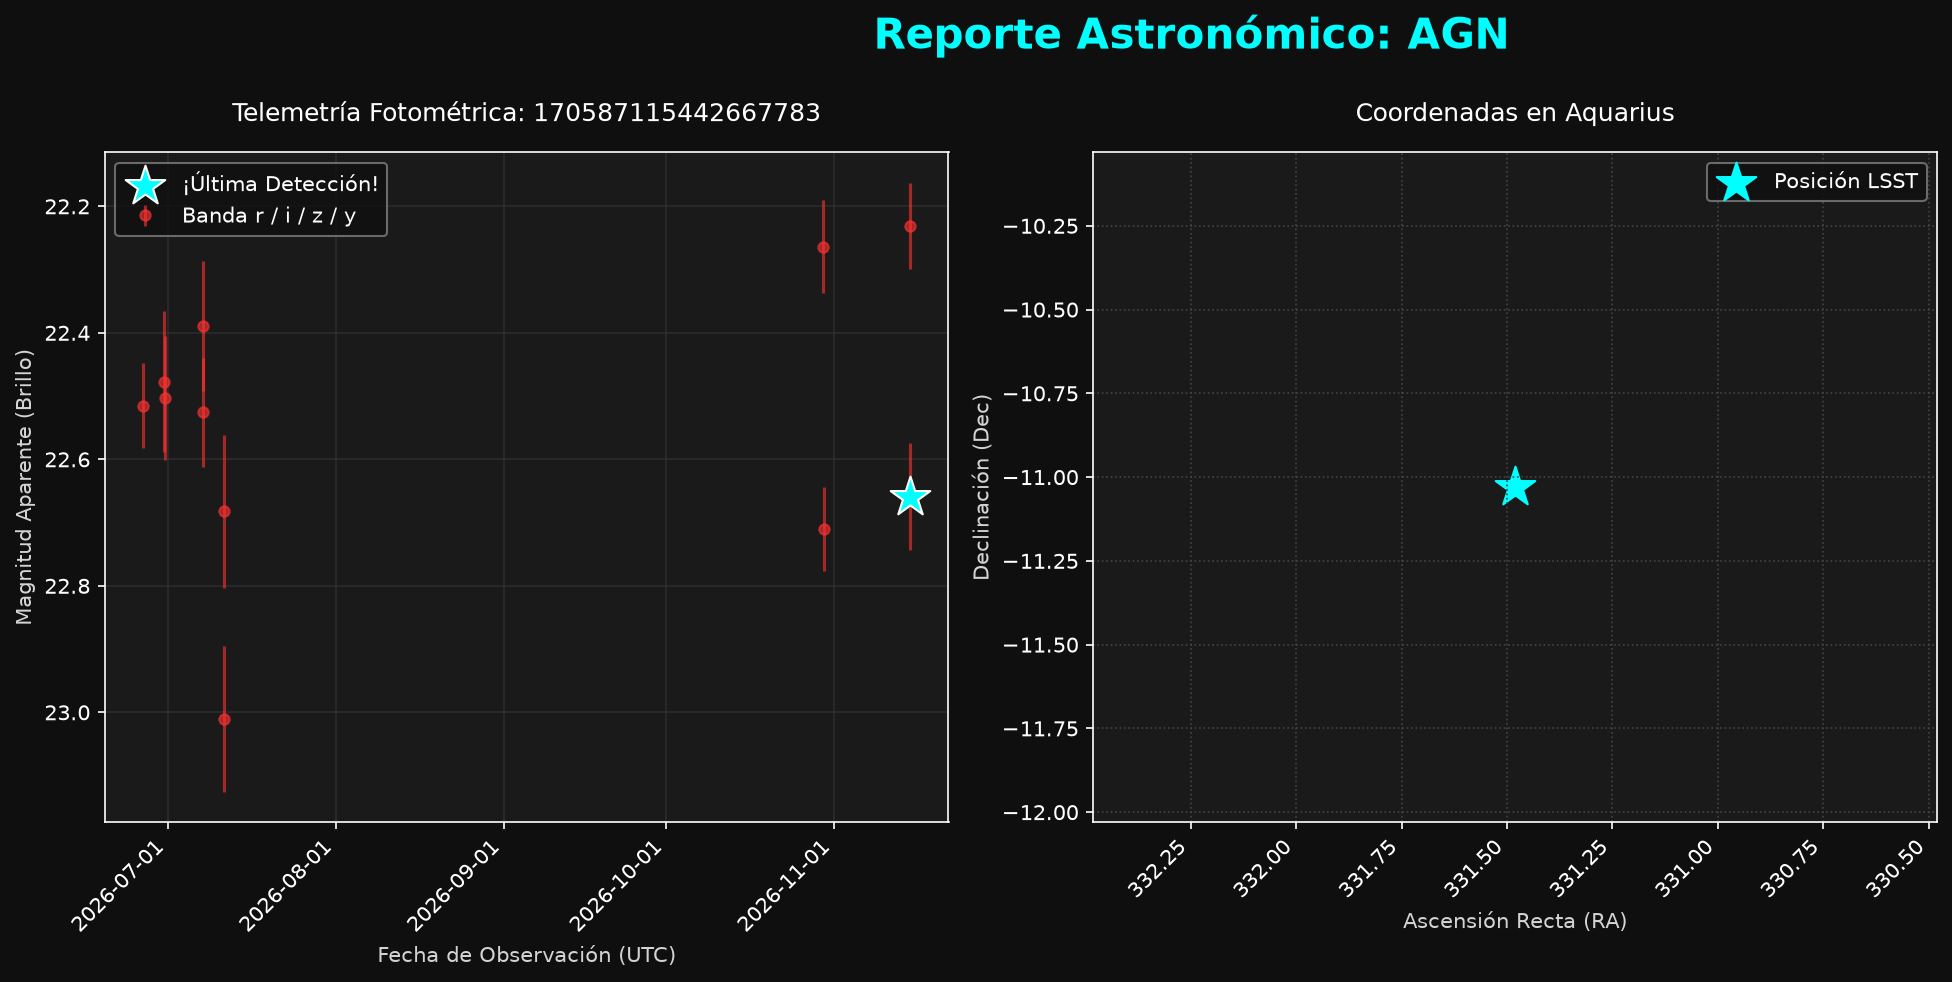 Reporte Astronómico: AGN
Telemetría Fotométrica: 170587115442667783
¡Última Detección!
Banda r / i / z / y
Magnitud Aparente (Brillo)
22.2
22.4
22.6
22.8
23.0
2026-07-01
2026-08-01
2026-09-01
2026-10-01
2026-11-01
Fecha de Observación (UTC)
Coordenadas en Aquarius
Posición LSST
Declinación (Dec)
−10.25
−10.50
−10.75
−11.00
−11.25
−11.50
−11.75
−12.00
332.25
332.00
331.75
331.50
331.25
331.00
330.75
330.50
Ascensión Recta (RA)